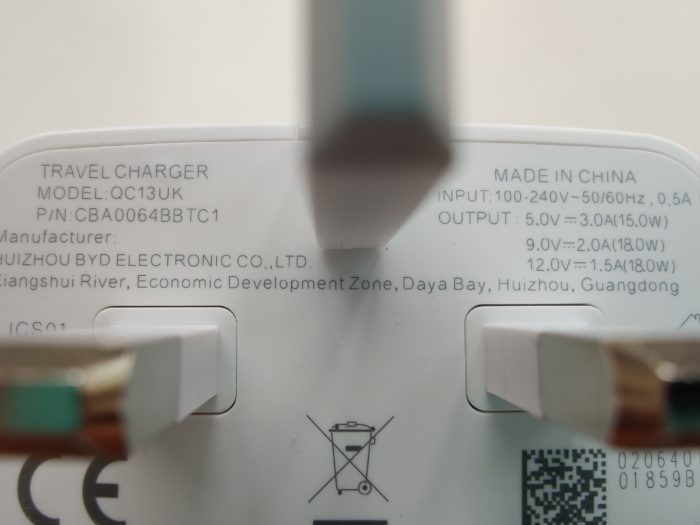 TRAVEL CHARGER
MODEL:QC13UK
P/N:CBA0064BBTC1
Manufacturer:
HUIZHOU BYD ELECTRONIC CO.,LTD.
Xiangshui River, Economic Development Zone, Daya Bay, Huizhou, Guangdong
MADE IN CHINA
INPUT:100-240V~50/60Hz , 0,5A
OUTPUT : 5.0V⎓3.0A(15.0W)
9.0V⎓2.0A(18.0W)
12.0V⎓1.5A(18.0W)
ICS01
CE
020640
01859B